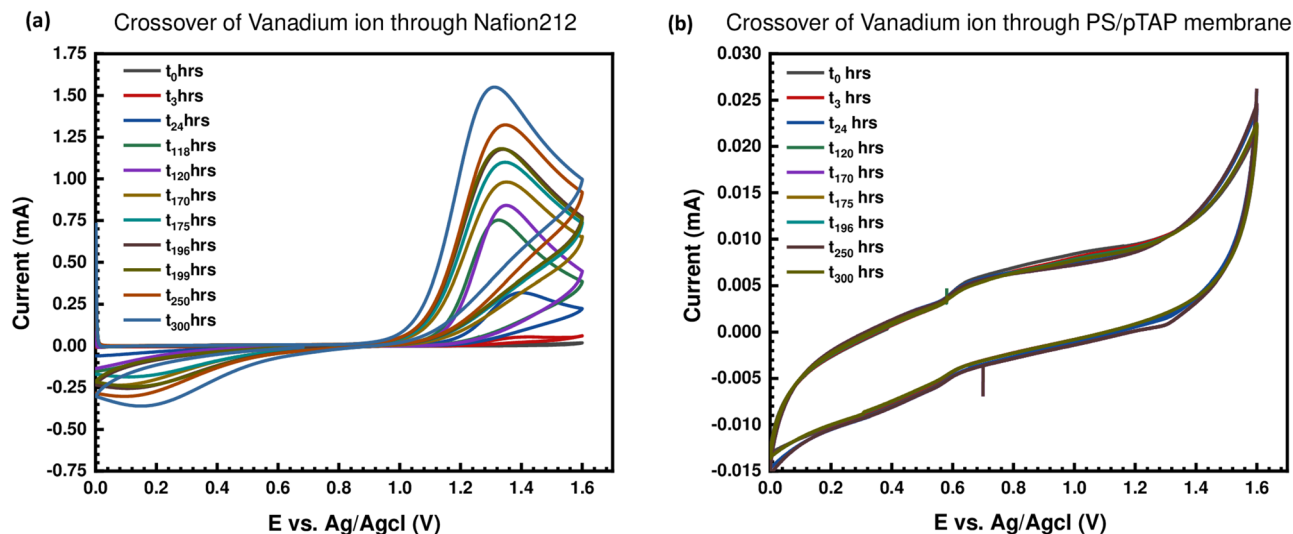 (a) Crossover of Vanadium ion through Nafion212
Current (mA)
1.75
1.50
1.25
1.00
0.75
0.50
0.25
0.00
-0.25
-0.50
-0.75
t0hrs
t3hrs
t24hrs
t118hrs
t120hrs
t170hrs
t175hrs
t196hrs
t199hrs
t250hrs
t300hrs
0.0 0.2 0.4 0.6 0.8 1.0 1.2 1.4 1.6
E vs. Ag/Agcl (V)
(b) Crossover of Vanadium ion through PS/pTAP membrane
Current (mA)
0.030
0.025
0.020
0.015
0.010
0.005
0.000
-0.005
-0.010
-0.015
t0 hrs
t3 hrs
t24 hrs
t120 hrs
t170 hrs
t175 hrs
t196 hrs
t250 hrs
t300 hrs
0.0 0.2 0.4 0.6 0.8 1.0 1.2 1.4 1.6
E vs. Ag/Agcl (V)